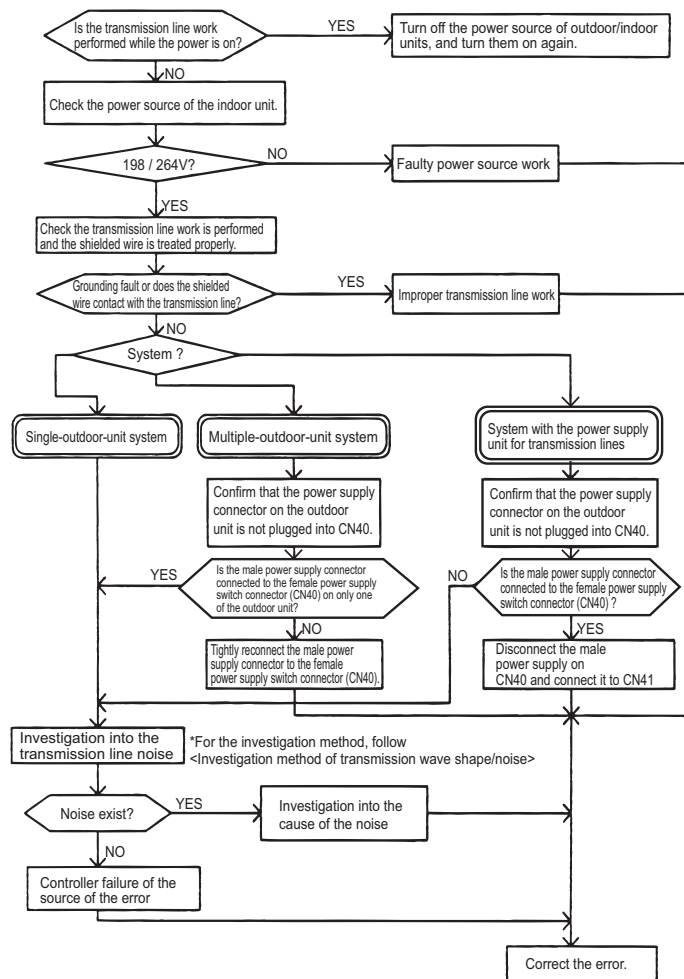 Is the transmission line work
performed while the power is on?
YES
Turn off the power source of outdoor/indoor
units, and turn them on again.
NO
Check the power source of the indoor unit.
198 / 264V?
NO
Faulty power source work
YES
Check the transmission line work is performed
and the shielded wire is treated properly.
Grounding fault or does the shielded
wire contact with the transmission line?
YES
Improper transmission line work
NO
System ?
Single-outdoor-unit system
Multiple-outdoor-unit system
System with the power supply
unit for transmission lines
Confirm that the power supply
connector on the outdoor
unit is not plugged into CN40.
Confirm that the power supply
connector on the outdoor
unit is not plugged into CN40.
YES
Is the male power supply connector
connected to the female power supply
switch connector (CN40) on only one
of the outdoor unit?
NO
Is the male power supply connector
connected to the female power supply
switch connector (CN40) ?
NO
YES
Tightly reconnect the male power
supply connector to the female
power supply switch connector (CN40).
Disconnect the male
power supply on
CN40 and connect it to CN41
Investigation into the
transmission line noise
*For the investigation method, follow
<Investigation method of transmission wave shape/noise>
Noise exist?
YES
Investigation into the
cause of the noise
NO
Controller failure of the
source of the error
Correct the error.